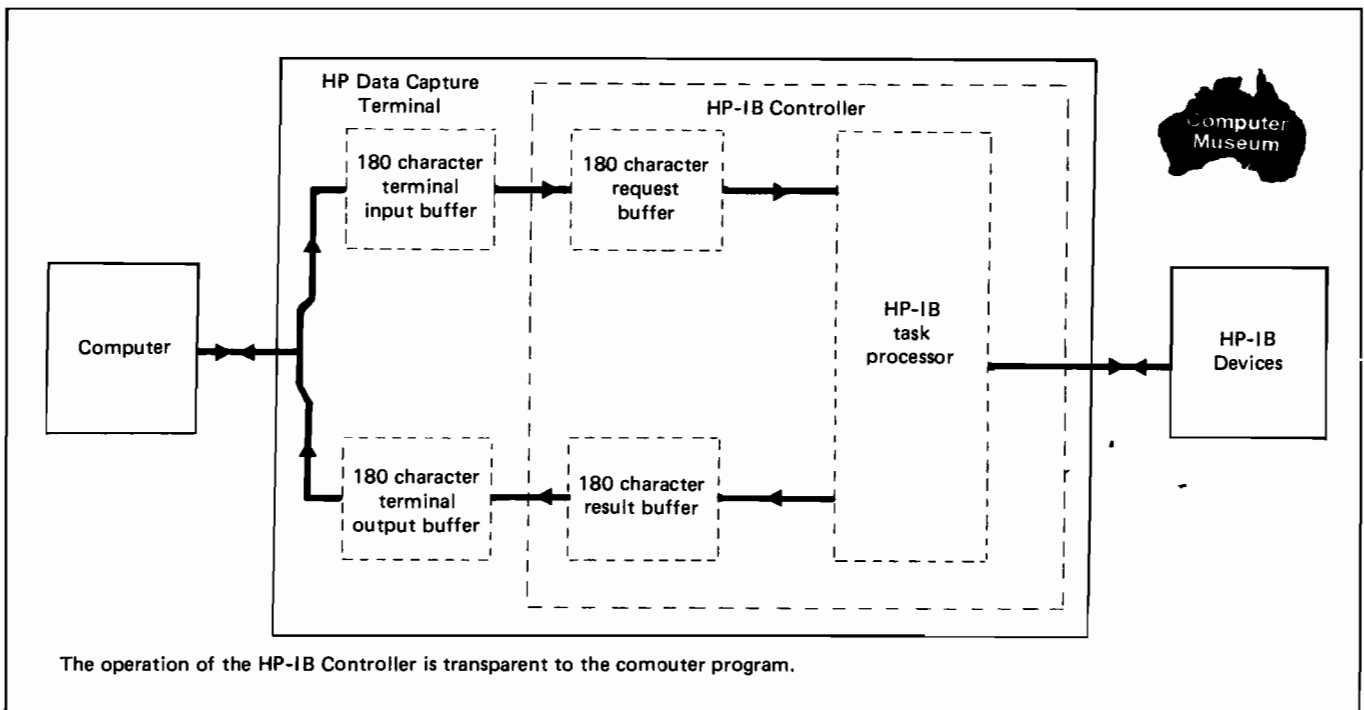 HP Data Capture
Terminal
HP-IB Controller
Computer
Museum
180 character
terminal
input buffer
180 character
request
buffer
Computer
HP-IB
task
processor
HP-IB
Devices
180 character
terminal
output buffer
180 character
result buffer
The operation of the HP-IB Controller is transparent to the comouter program.